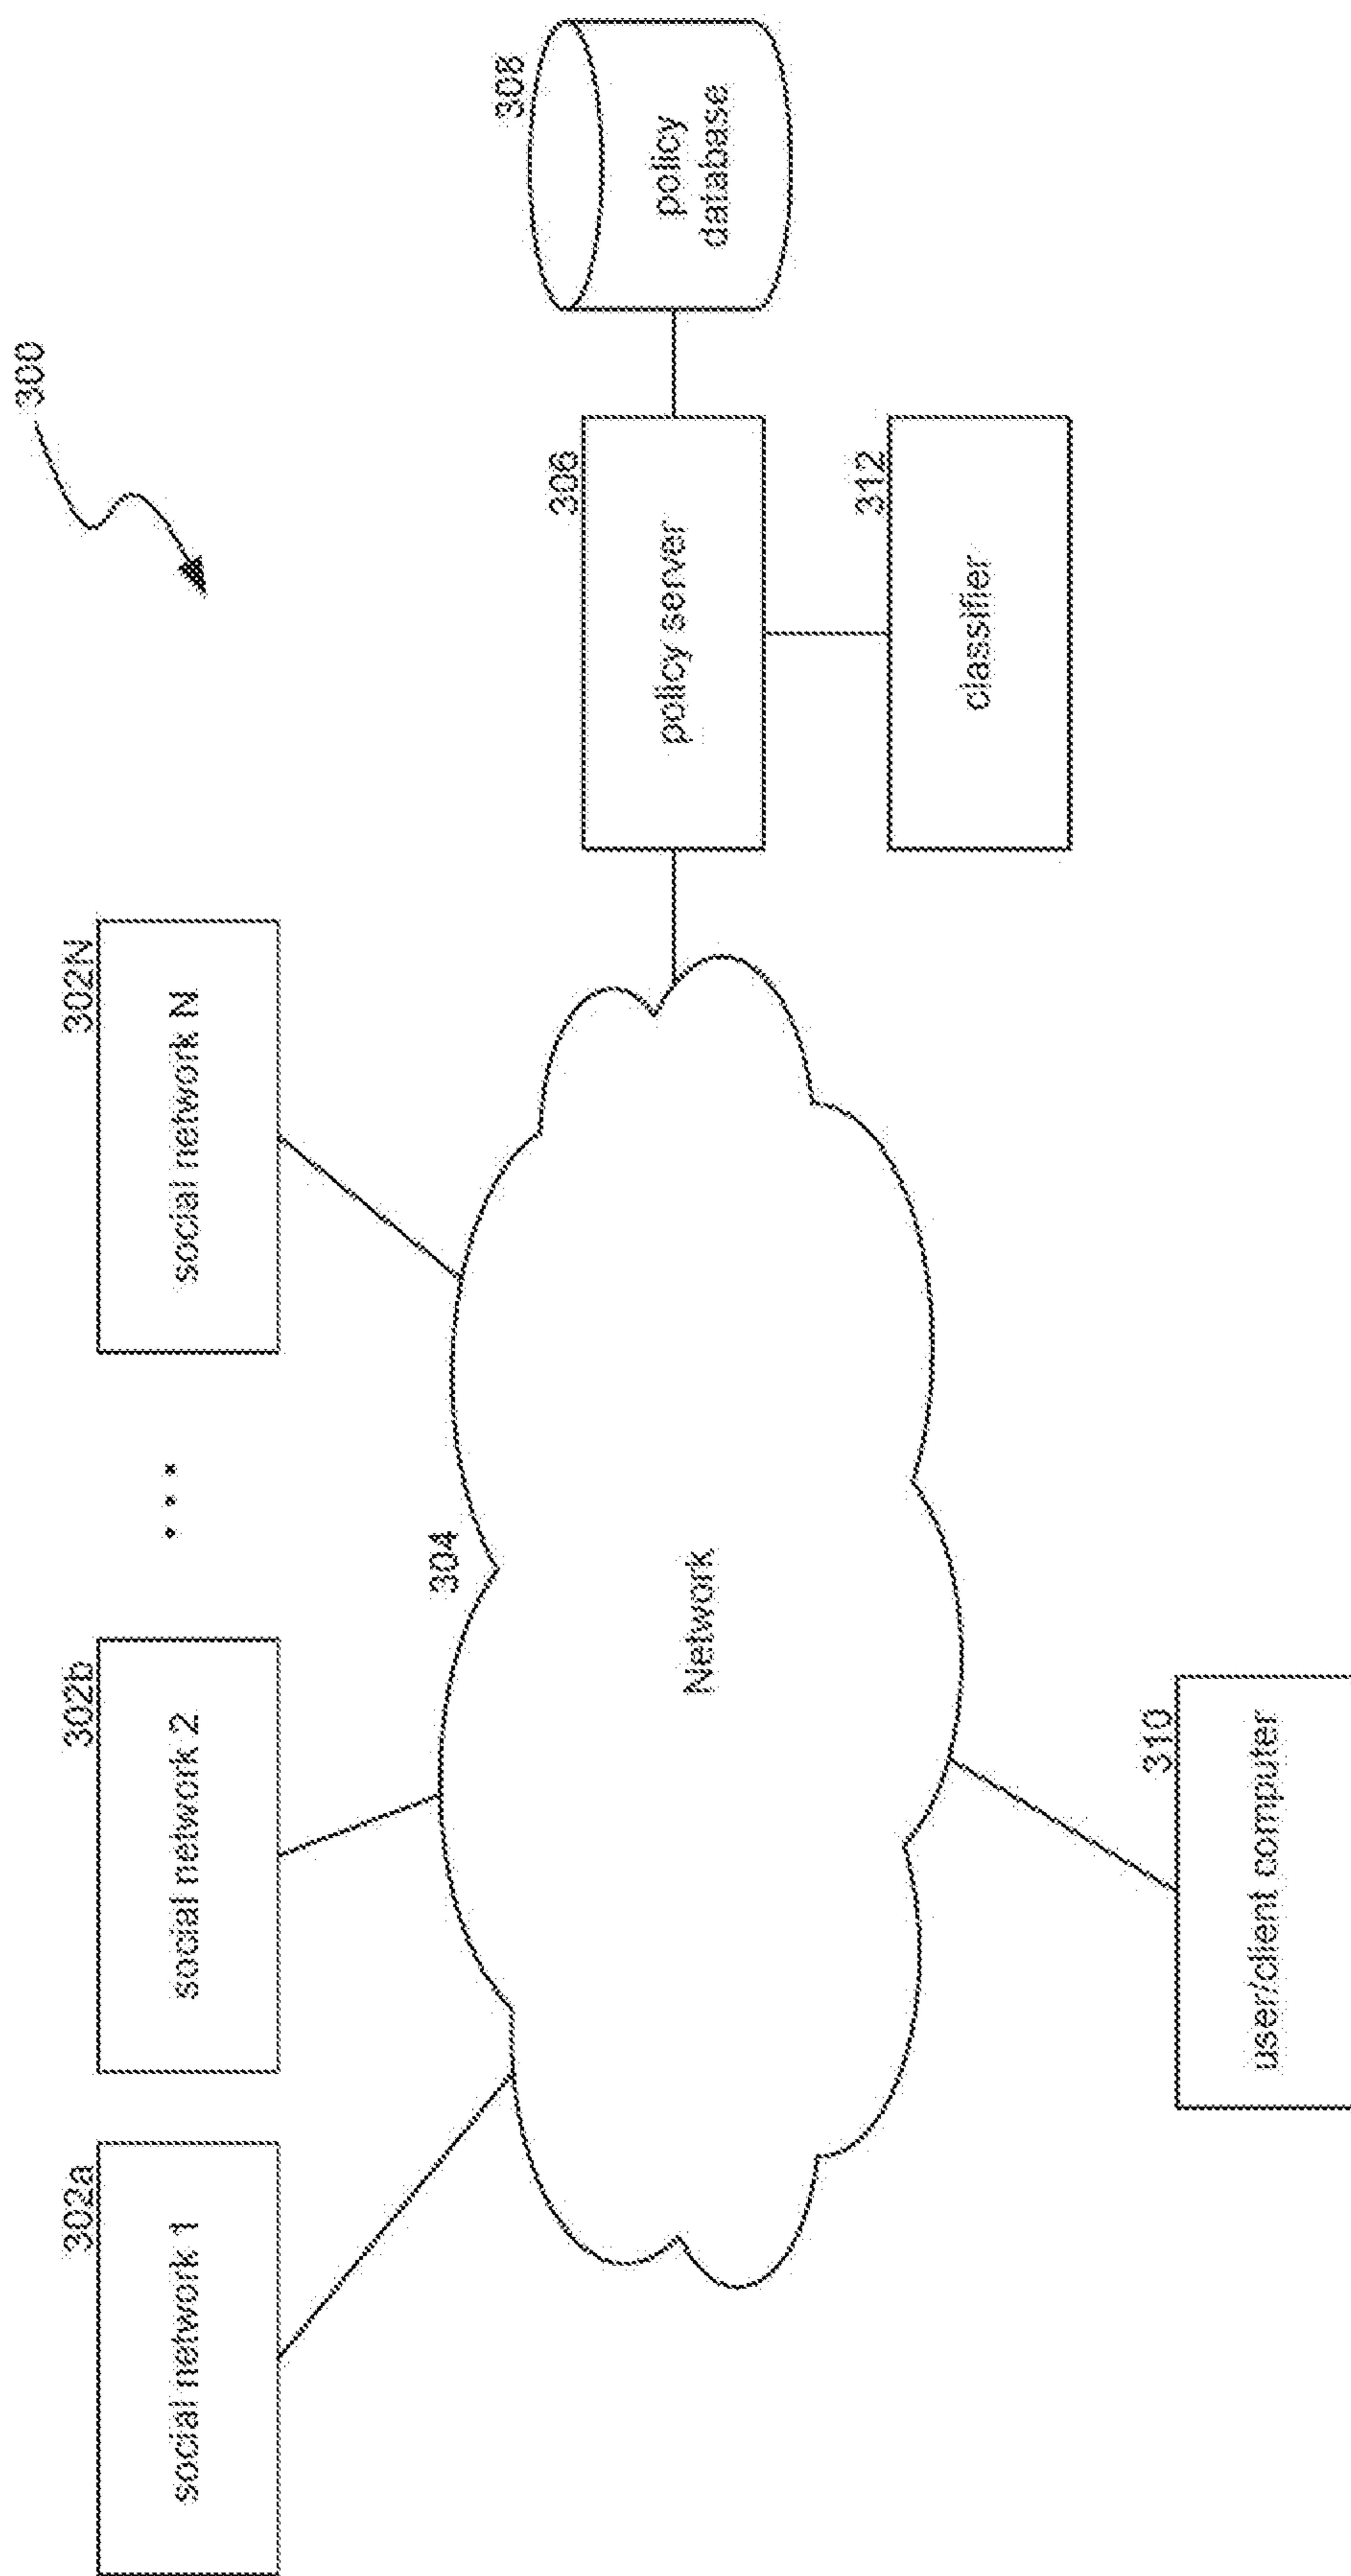 300
302a
social network 1
302b
social network 2
• • •
302N
social network N
304
Network
306
policy server
308
policy
database
312
classifier
310
user/client computer